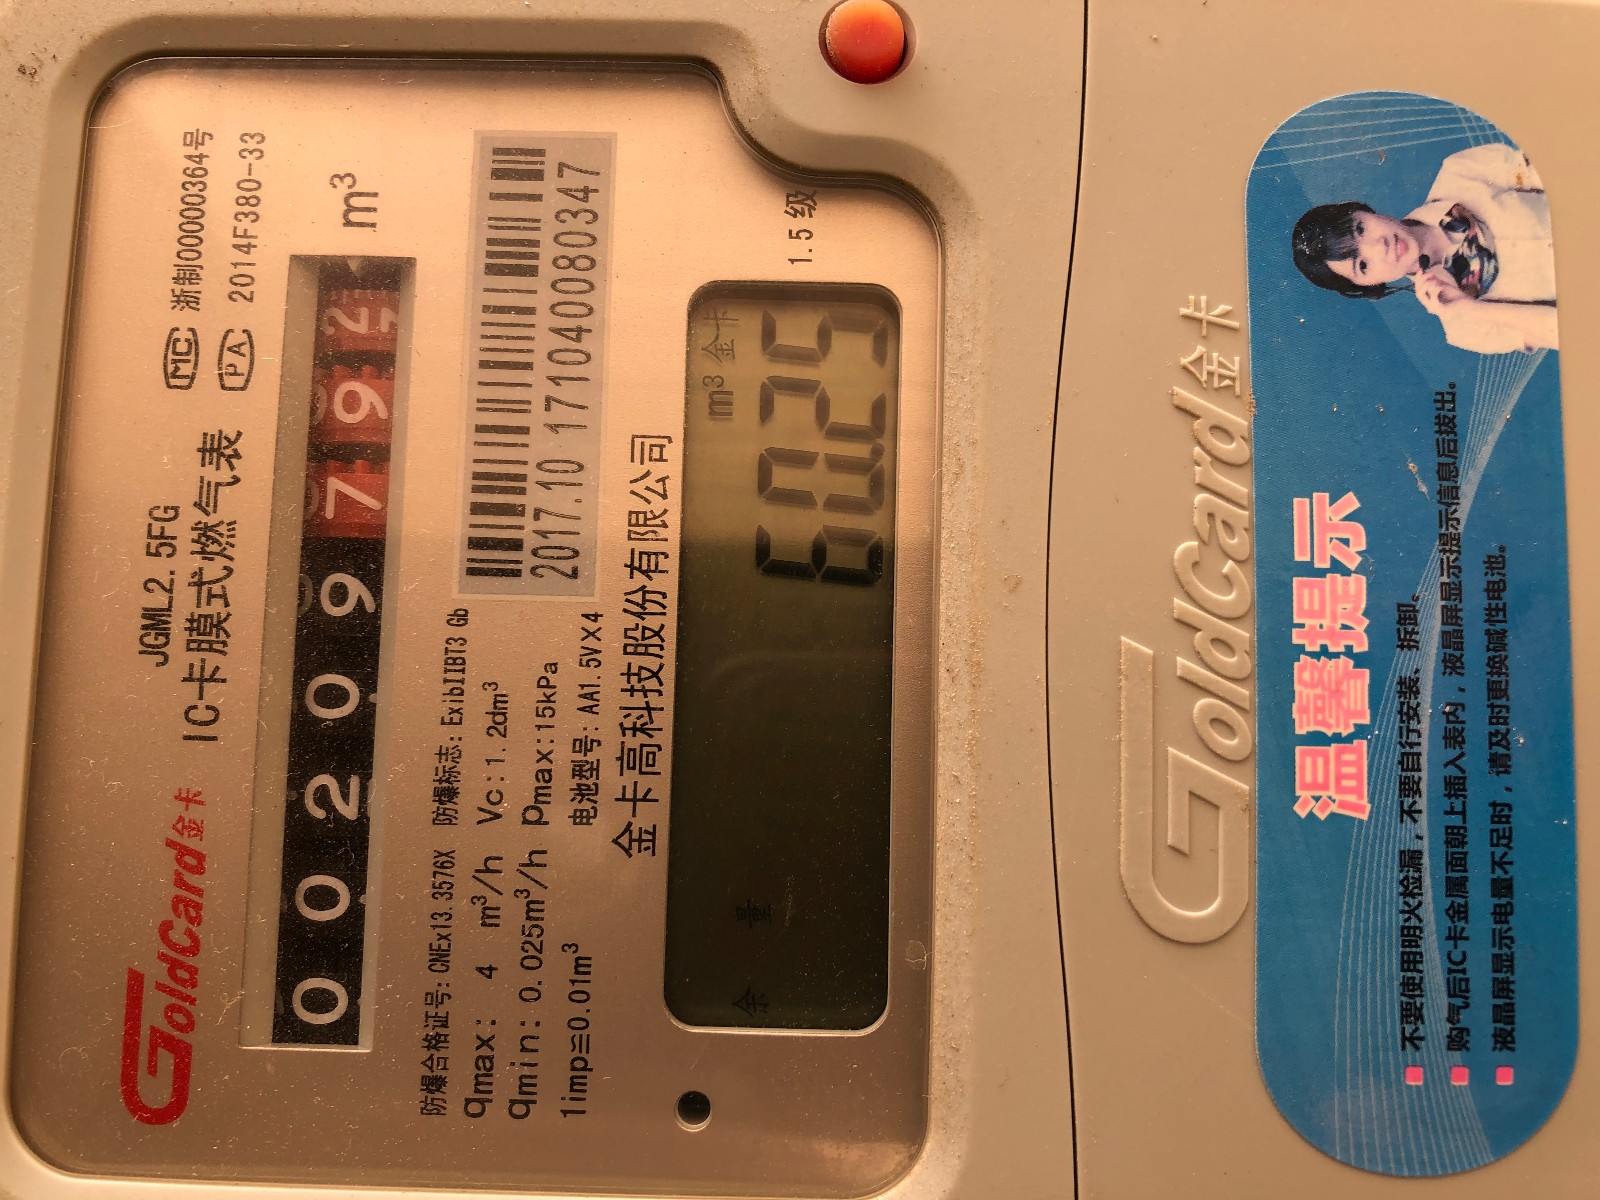 GoldCard金卡
JGML2.5FG
IC卡膜式燃气表
MC 浙制00000364号
PA 2014F380-33
00209792 m³
防爆合格证号: CNEx13.3576X 防爆标志: ExibIIBT3 Gb
qmax: 4 m³/h Vc:1.2dm³
qmin: 0.025m³/h Pmax:15kPa
1imp≙0.01m³ 电池型号: AA1.5V×4
2017.10 171040080347
金卡高科技股份有限公司
1.5级
m³ 金卡
余 量
60.25
GoldCard金卡
温馨提示
不要使用明火检漏，不要自行安装、拆卸。
购气后IC卡金属面朝上插入表内，液晶屏显示提示信息后拔出。
液晶屏显示电量不足时，请及时更换碱性电池。